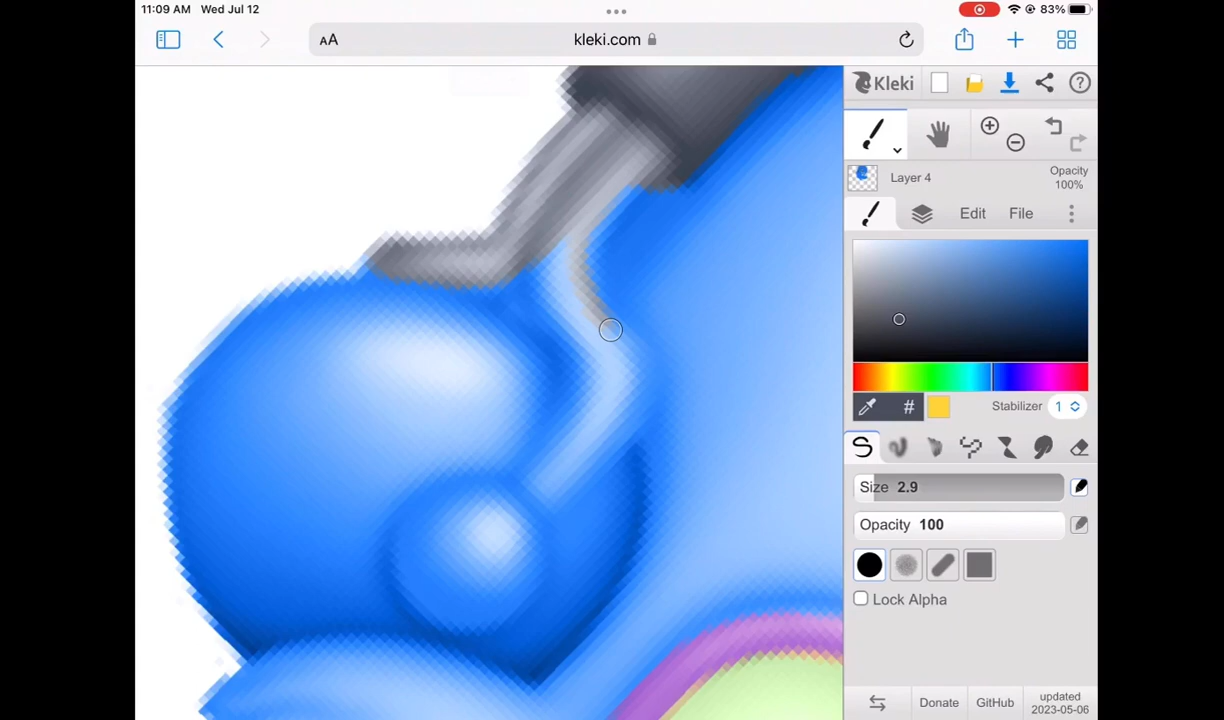 11:09 AM Wed Jul 12
83%
AA
kleki.com
Kleki
Layer 4
Opacity
100%
Edit
File
#
Stabilizer 1
Size 2.9
Opacity 100
Lock Alpha
Donate
GitHub
updated
2023-05-06